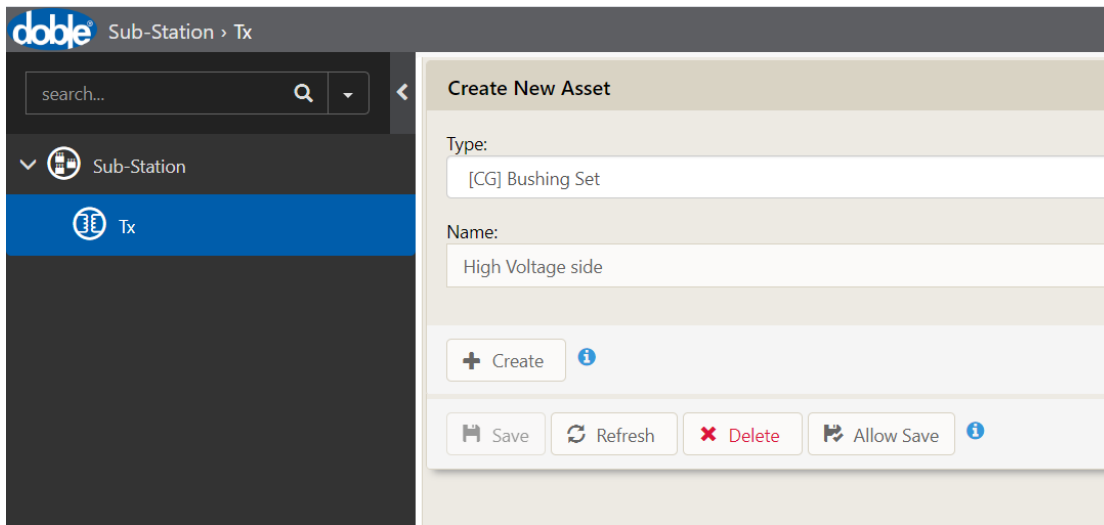 doble® Sub-Station › Tx
search...
Sub-Station
Tx
Create New Asset
Type:
[CG] Bushing Set
Name:
High Voltage side
Create
Save Refresh Delete Allow Save